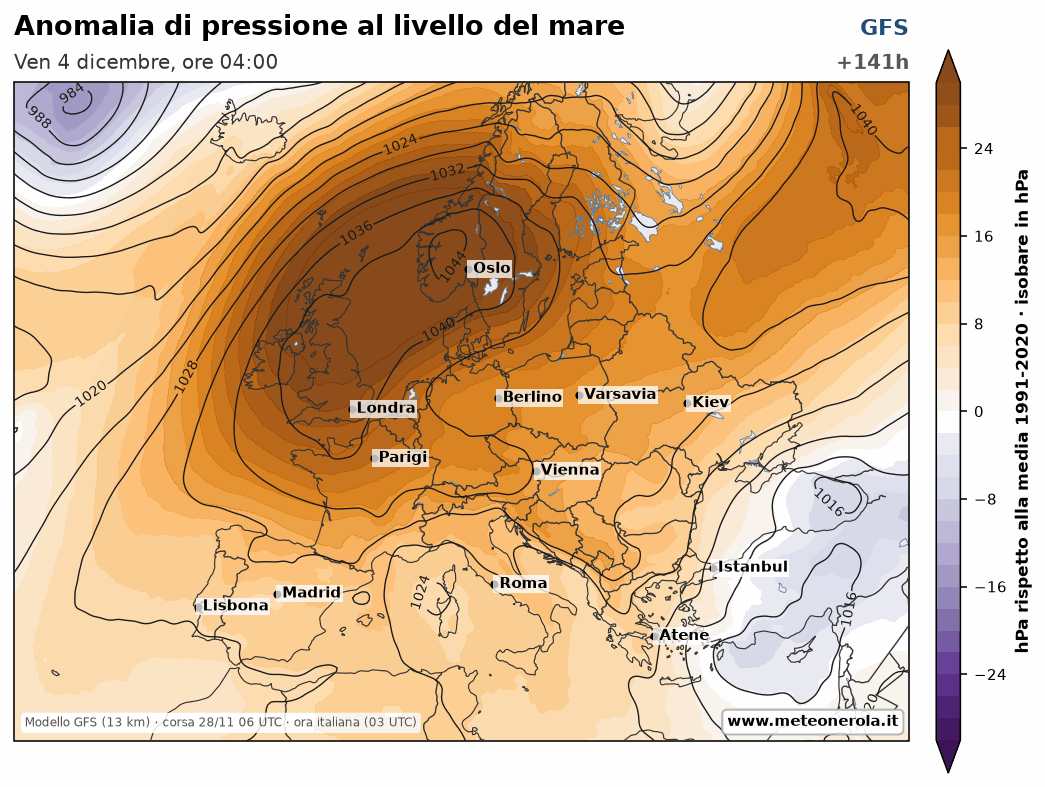 Anomalia di pressione al livello del mare
GFS
Ven 4 dicembre, ore 04:00
+141h
984
988
1040
1024
1032
1036
1044
Oslo
1040
1028
1020
Londra
Berlino
Varsavia
Kiev
Parigi
Vienna
1016
Istanbul
Roma
Madrid
1024
Lisbona
1016
Atene
20
Modello GFS (13 km) · corsa 28/11 06 UTC · ora italiana (03 UTC)
www.meteonerola.it
24
16
8
0
−8
−16
−24
hPa rispetto alla media 1991-2020 · isobare in hPa